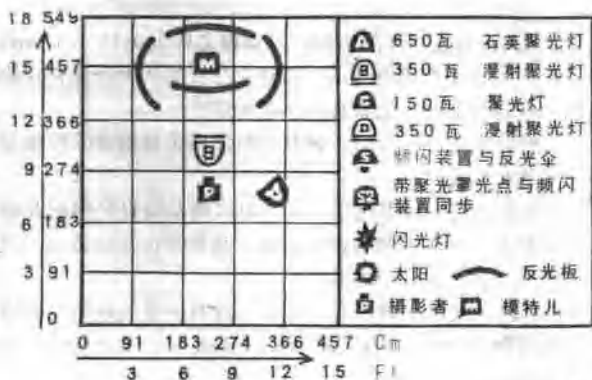 18 549
15 457
12 366
9 274
6 183
3 91
0
0 91 183 274 366 457 Cm
3 6 9 12 15 Ft
M
B
P
A 650瓦 石英聚光灯
B 350瓦 漫射聚光灯
C 150瓦 聚光灯
D 350瓦 漫射聚光灯
S 频闪装置与反光伞
带聚光罩光点与频闪
装置同步
闪光灯
太阳 反光板
P 摄影者 M 模特儿